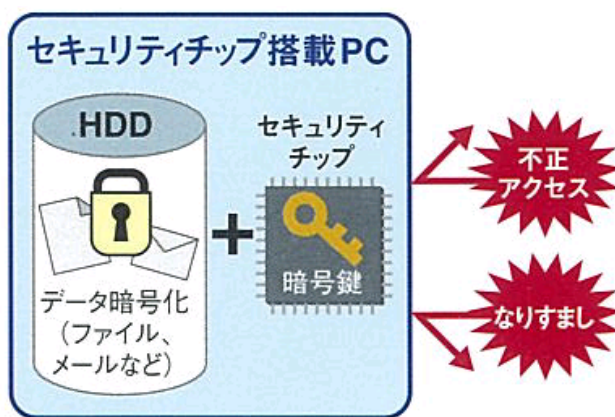 セキュリティチップ搭載PC
.HDD
データ暗号化
(ファイル、
メールなど)
+
セキュリティ
チップ
暗号鍵
不正
アクセス
なりすまし